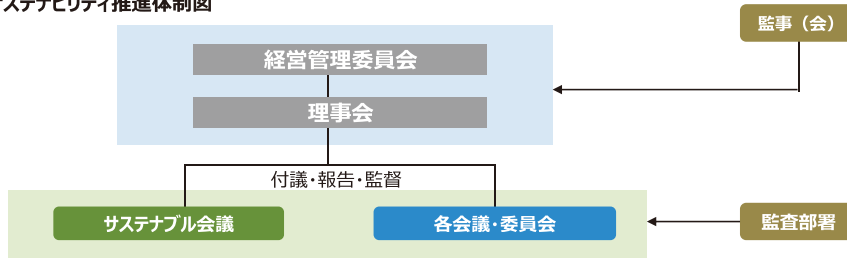 サステナビリティ推進体制図
監事（会）
経営管理委員会
理事会
付議・報告・監督
サステナブル会議
各会議・委員会
監査部署